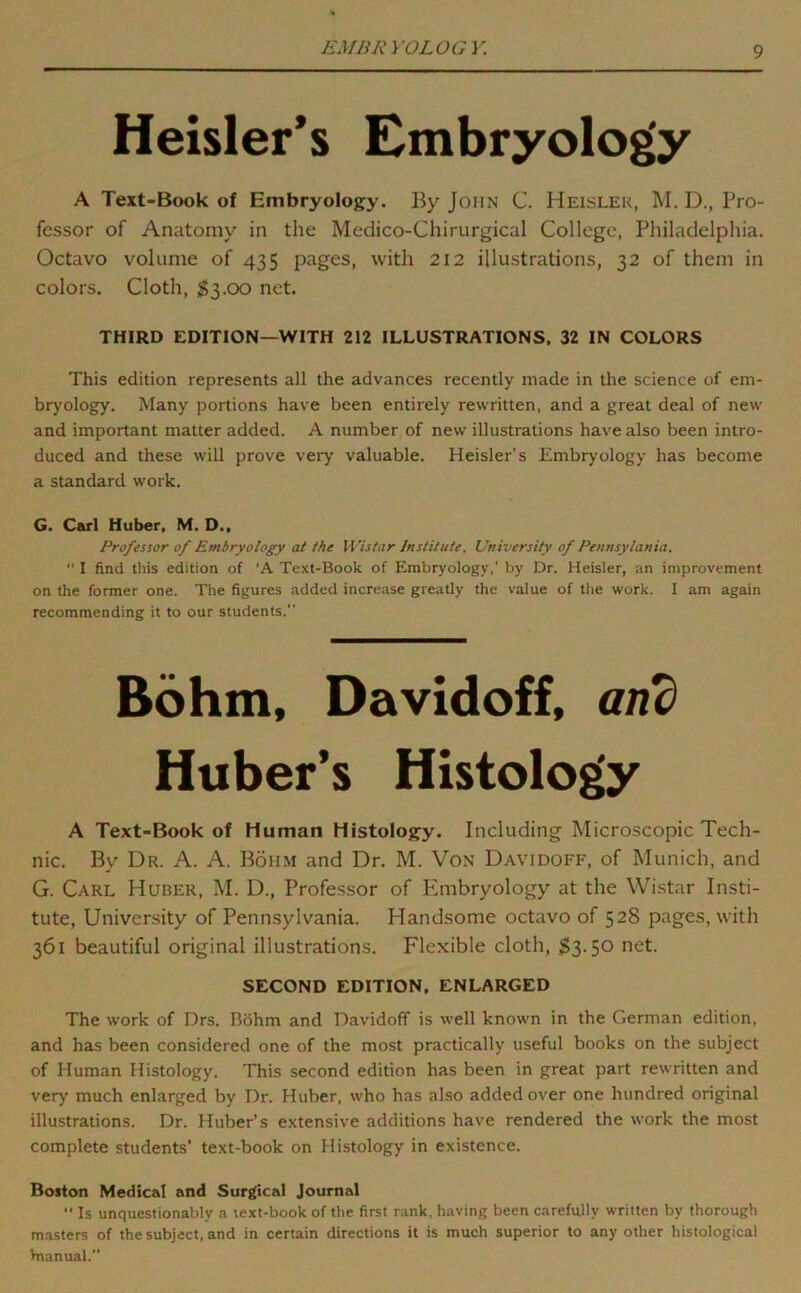 EMBRYOLOGY. 9
Heisler's Embryology
A Text-Book of Embryology. By John C. Heisler, M. D., Pro-
fessor of Anatomy in the Medico-Chirurgical College, Philadelphia.
Octavo volume of 435 pages, with 212 illustrations, 32 of them in
colors. Cloth, $3.00 net.
THIRD EDITION—WITH 212 ILLUSTRATIONS, 32 IN COLORS
This edition represents all the advances recently made in the science of em-
bryology. Many portions have been entirely rewritten, and a great deal of new
and important matter added. A number of new illustrations have also been intro-
duced and these will prove very valuable. Heisler's Embryology has become
a standard work.
G. Carl Huber, M. D.,
Professor of Embryology at the Wistar Institute, University of Pennsylania.
"I find this edition of 'A Text-Book of Embryology,' by Dr. Heisler, an improvement
on the former one. The figures added increase greatly the value of the work. I am again
recommending it to our students."
Böhm, Davidoff, and
Huber's Histology
A Text-Book of Human Histology. Including Microscopic Tech-
nic. By Dr. A. A. Böhm and Dr. M. Von Davidoff, of Munich, and
G. Carl Huber, M. D., Professor of Embryology at the Wistar Insti-
tute, University of Pennsylvania. Handsome octavo of 528 pages, with
361 beautiful original illustrations. Flexible cloth, $3.50 net.
SECOND EDITION, ENLARGED
The work of Drs. Böhm and Davidoff is well known in the German edition,
and has been considered one of the most practically useful books on the subject
of Human Histology. This second edition has been in great part rewritten and
very much enlarged by Dr. Huber, who has also added over one hundred original
illustrations. Dr. Huber's extensive additions have rendered the work the most
complete students' text-book on Histology in existence.
Boston Medical and Surgical Journal
"Is unquestionably a text-book of the first rank, having been carefully written by thorough
masters of the subject, and in certain directions it is much superior to any other histological
manual."